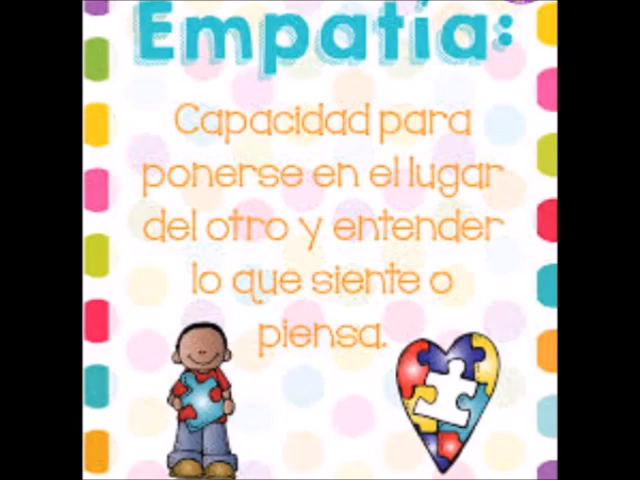 Empatía:
Capacidad para
ponerse en el lugar
del otro y entender
lo que siente o
piensa.